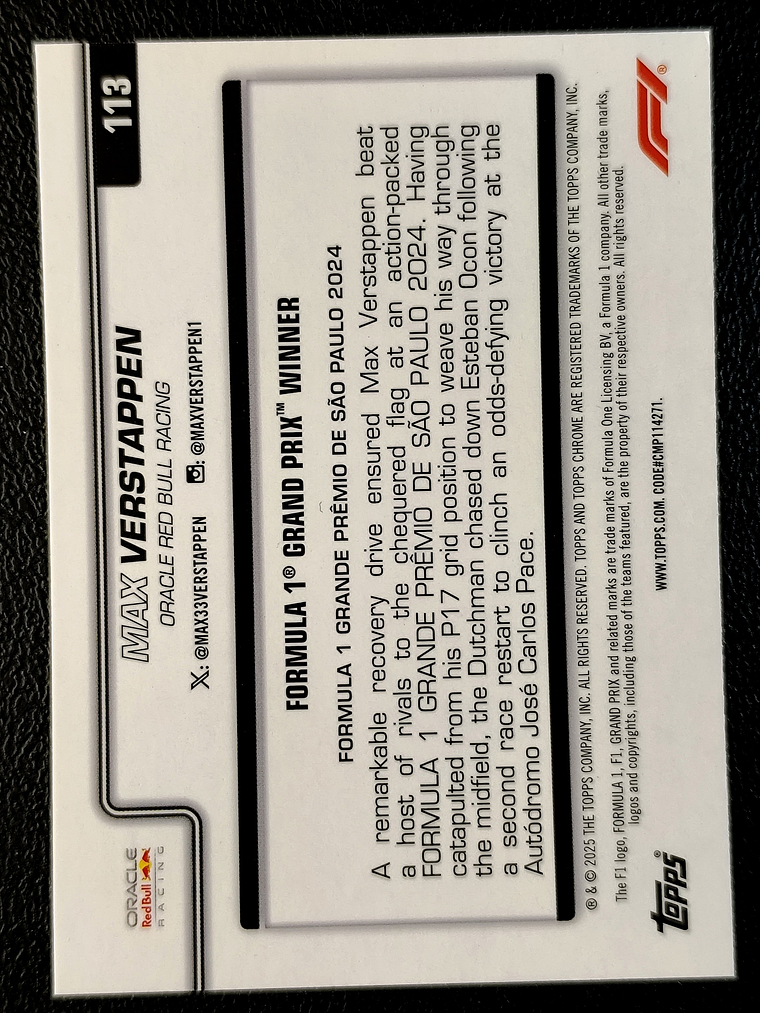 ORACLE
Red Bull
RACING
113
MAX VERSTAPPEN
ORACLE RED BULL RACING
X: @MAX33VERSTAPPEN : @MAXVERSTAPPEN1
FORMULA 1® GRAND PRIX™ WINNER
FORMULA 1 GRANDE PRÊMIO DE SÃO PAULO 2024
A remarkable recovery drive ensured Max Verstappen beat
a host of rivals to the chequered flag at an action-packed
FORMULA 1 GRANDE PRÊMIO DE SÃO PAULO 2024. Having
catapulted from his P17 grid position to weave his way through
the midfield, the Dutchman chased down Esteban Ocon following
a second race restart to clinch an odds-defying victory at the
Autódromo José Carlos Pace.
® & © 2025 THE TOPPS COMPANY, INC. ALL RIGHTS RESERVED. TOPPS AND TOPPS CHROME ARE REGISTERED TRADEMARKS OF THE TOPPS COMPANY, INC.
The F1 logo, FORMULA 1, F1, GRAND PRIX and related marks are trade marks of Formula One Licensing BV, a Formula 1 company. All other trade marks,
logos and copyrights, including those of the teams featured, are the property of their respective owners. All rights reserved.
WWW.TOPPS.COM. CODE#CMP114271.
topps®
F1®